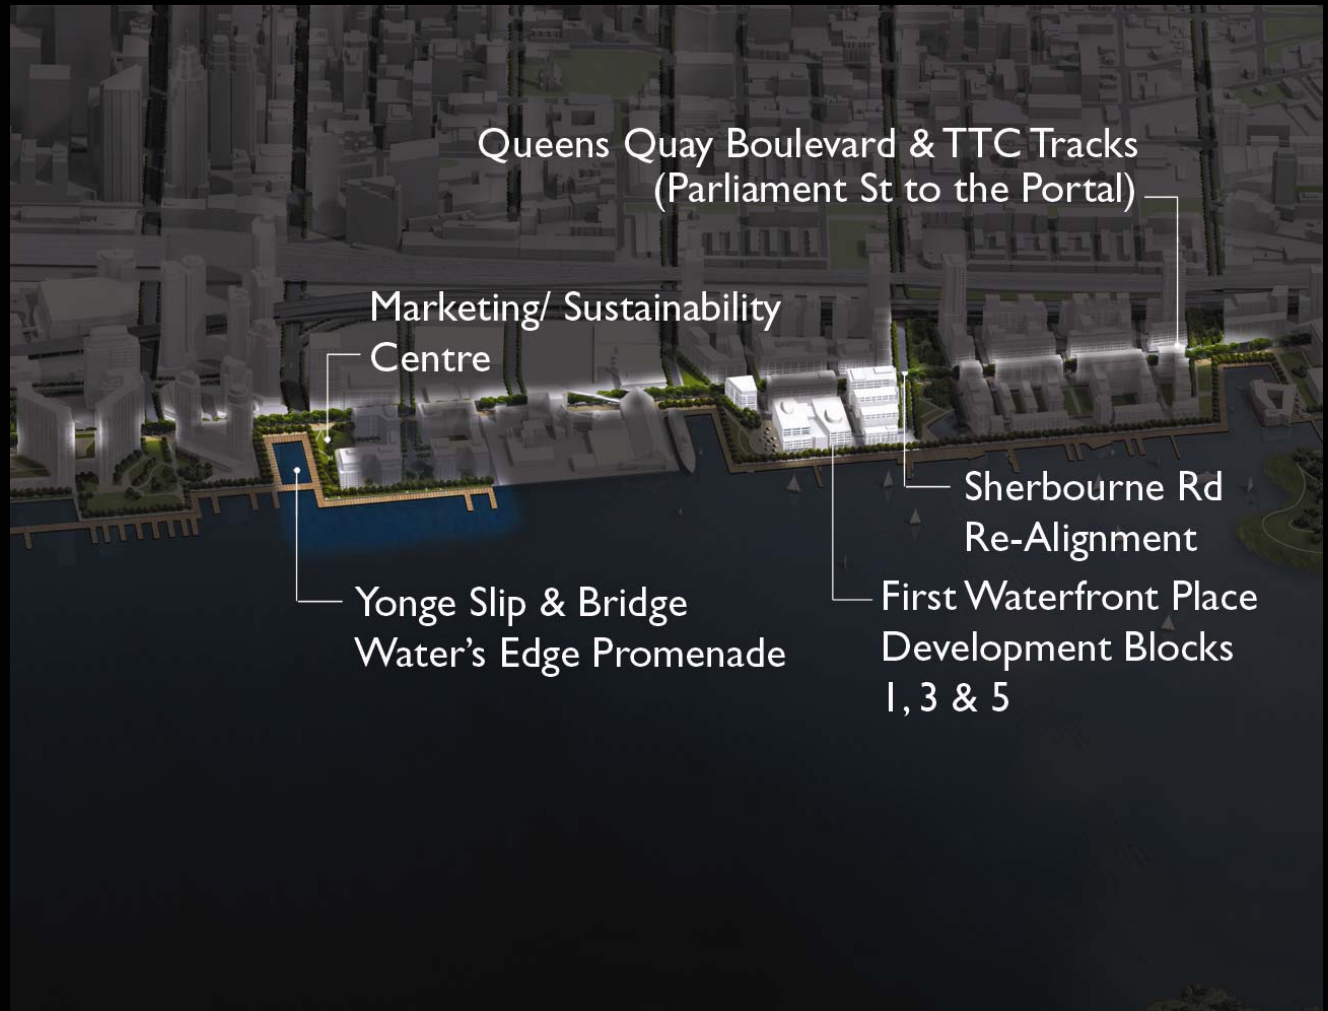 Queens Quay Boulevard & TTC Tracks
(Parliament St to the Portal)
Marketing/ Sustainability
Centre
Sherbourne Rd
Re-Alignment
Yonge Slip & Bridge
Water’s Edge Promenade
First Waterfront Place
Development Blocks
1, 3 & 5